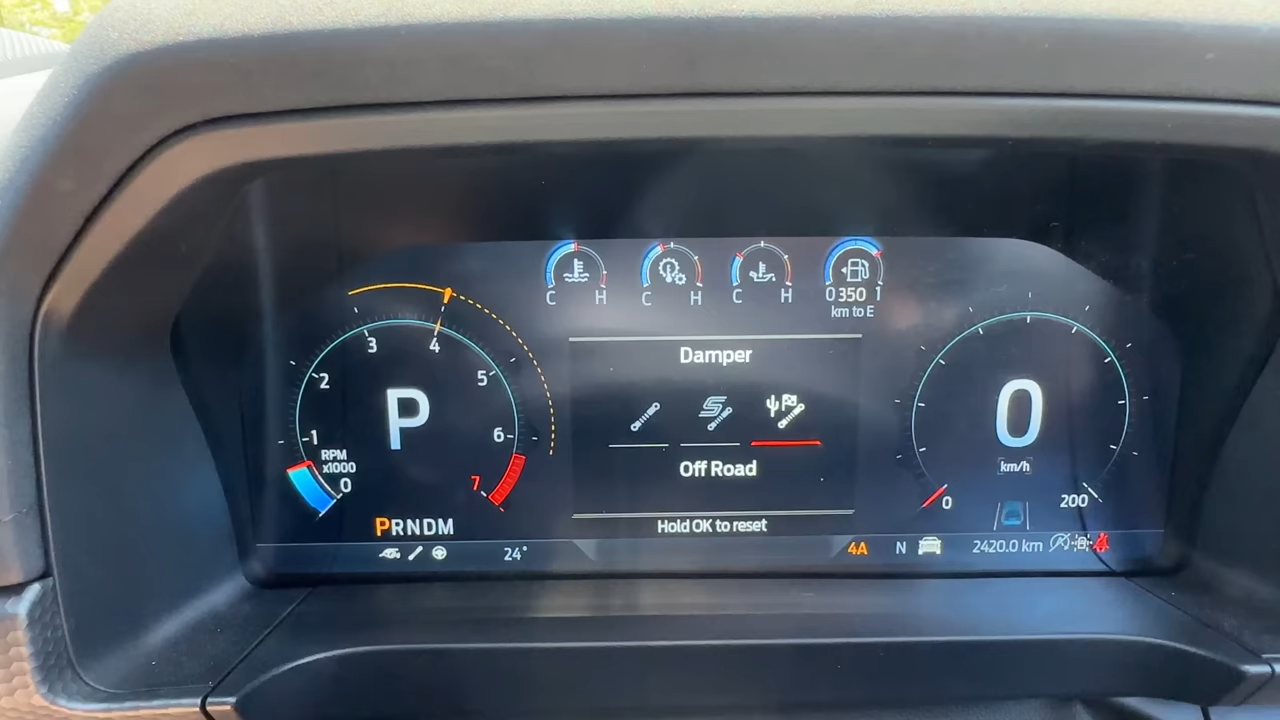 C H
C H
C H
0 350 1
km to E
Damper
Off Road
Hold OK to reset
3
4
2
5
1
6
7
RPM
x1000
0
P
PRNDM
24°
0
km/h
0
200
4A
N
2420.0 km